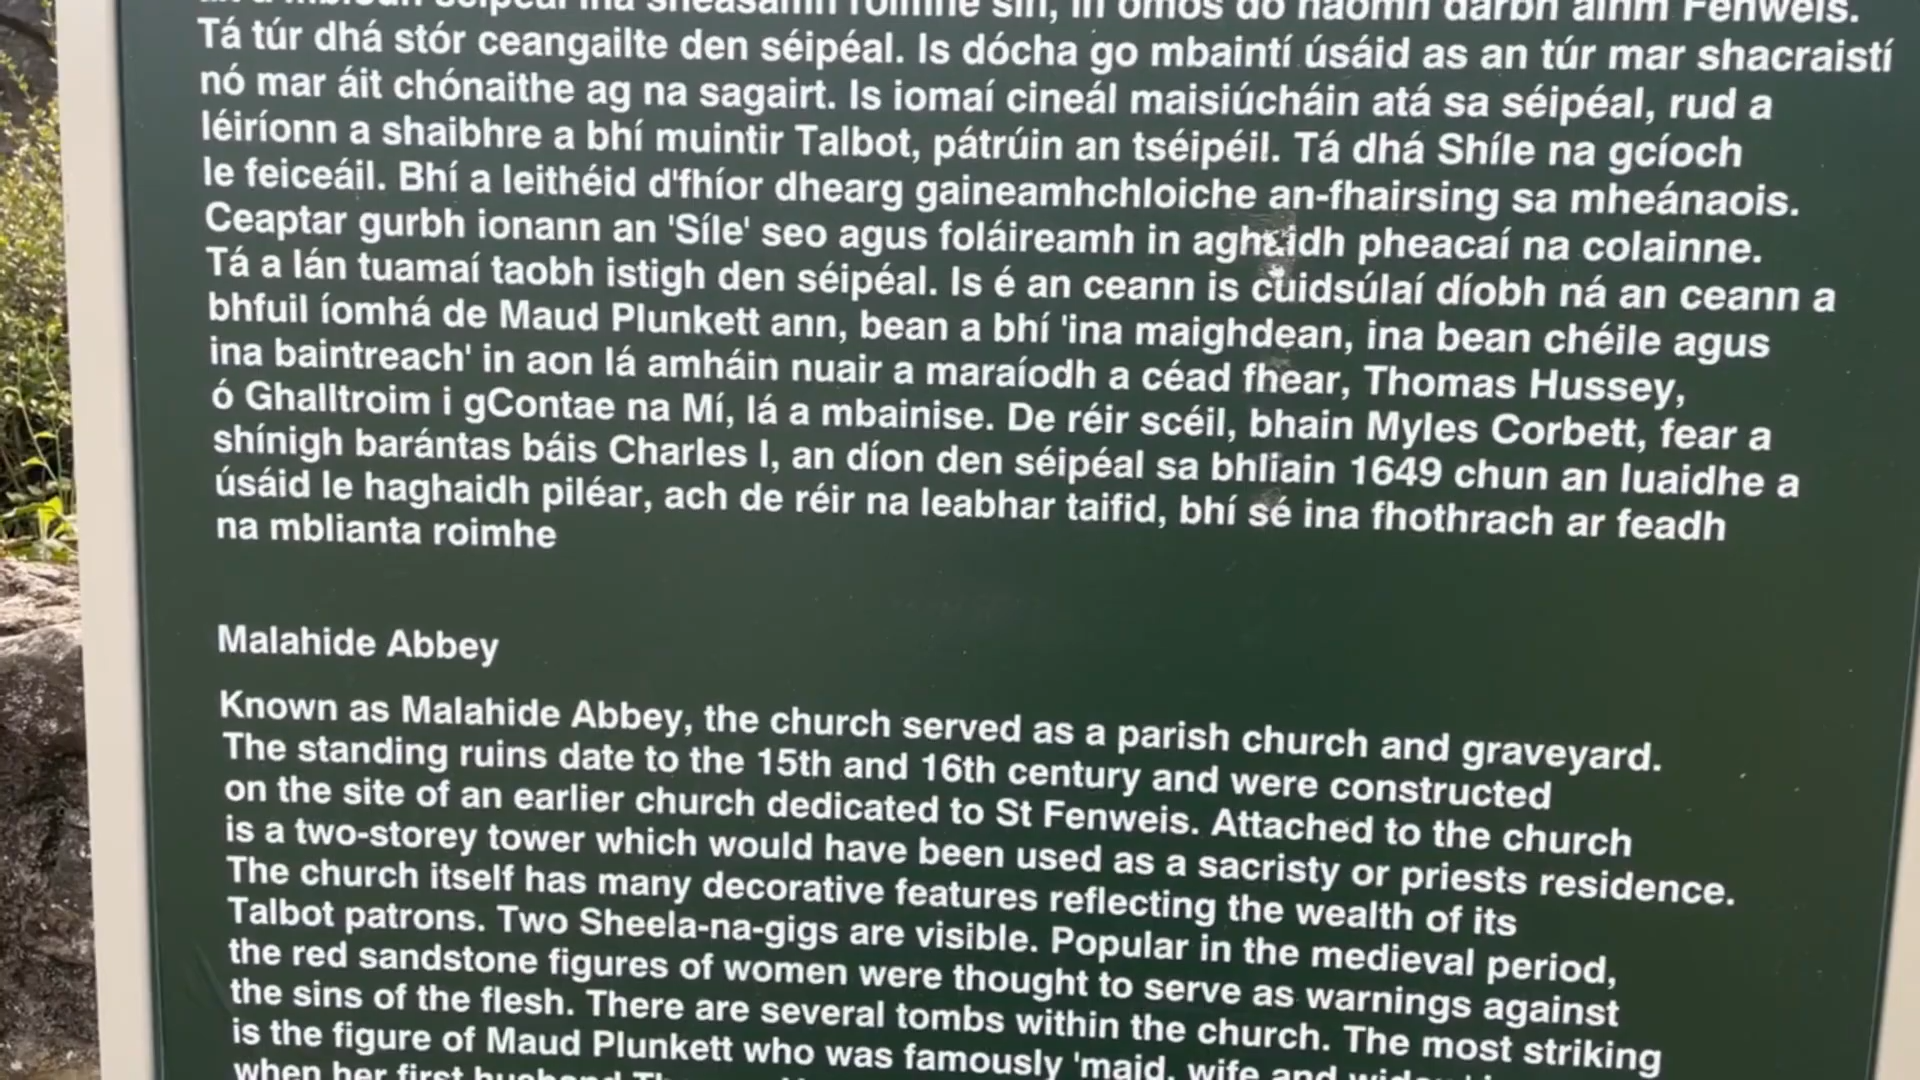 sin, in ómós do naomh darbh ainm Fenweis.
Tá túr dhá stór ceangailte den séipéal. Is dócha go mbaintí úsáid as an túr mar shacraistí
nó mar áit chónaithe ag na sagairt. Is iomaí cineál maisiúcháin atá sa séipéal, rud a
léiríonn a shaibhre a bhí muintir Talbot, pátrúin an tséipéil. Tá dhá Shíle na gcíoch
le feiceáil. Bhí a leithéid d'fhíor dhearg gaineamhchloiche an-fhairsing sa mheánaois.
Ceaptar gurbh ionann an 'Síle' seo agus foláireamh in aghaidh pheacaí na colainne.
Tá a lán tuamaí taobh istigh den séipéal. Is é an ceann is cuidsúlaí díobh ná an ceann a
bhfuil íomhá de Maud Plunkett ann, bean a bhí 'ina maighdean, ina bean chéile agus
ina baintreach' in aon lá amháin nuair a maraíodh a céad fhear, Thomas Hussey,
ó Ghalltroim i gContae na Mí, lá a mbainise. De réir scéil, bhain Myles Corbett, fear a
shínigh barántas báis Charles I, an díon den séipéal sa bhliain 1649 chun an luaidhe a
úsáid le haghaidh piléar, ach de réir na leabhar taifid, bhí sé ina fhothrach ar feadh
na mblianta roimhe
Malahide Abbey
Known as Malahide Abbey, the church served as a parish church and graveyard.
The standing ruins date to the 15th and 16th century and were constructed
on the site of an earlier church dedicated to St Fenweis. Attached to the church
is a two-storey tower which would have been used as a sacristy or priests residence.
The church itself has many decorative features reflecting the wealth of its
Talbot patrons. Two Sheela-na-gigs are visible. Popular in the medieval period,
the red sandstone figures of women were thought to serve as warnings against
the sins of the flesh. There are several tombs within the church. The most striking
is the figure of Maud Plunkett who was famously 'maid, wife and widow'
when her first husband